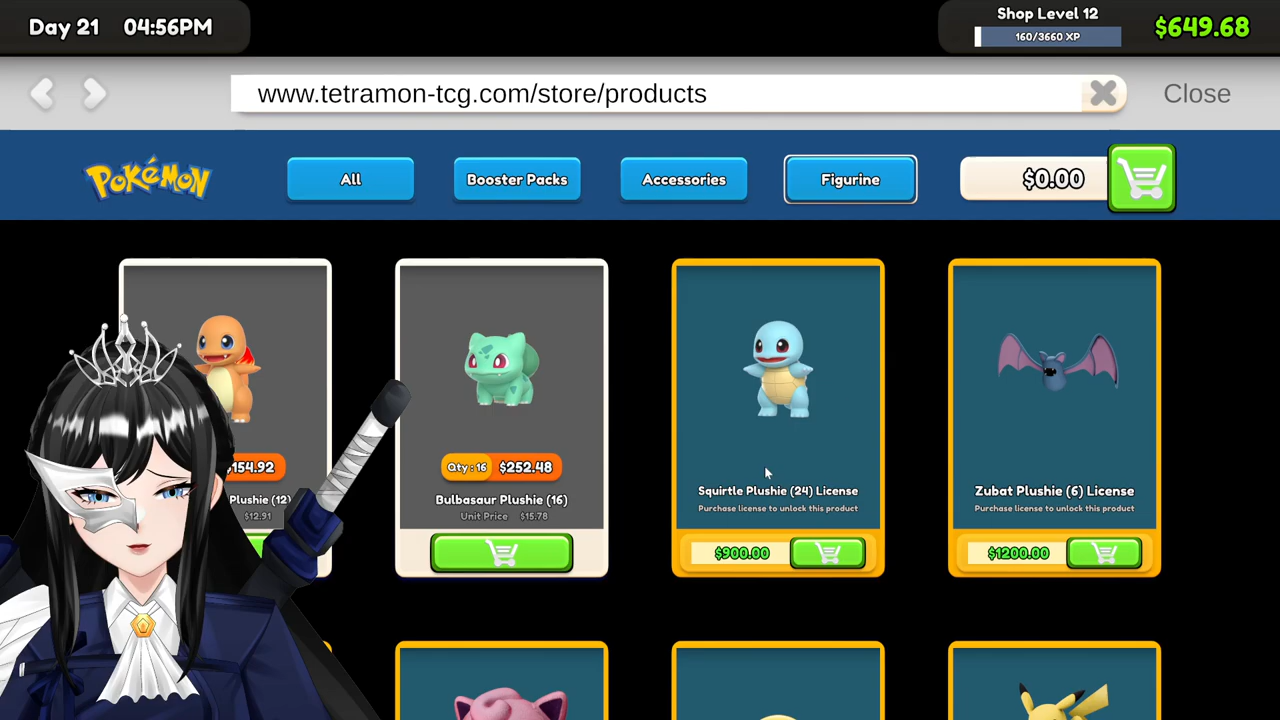 Day 21 04:56PM
Shop Level 12
160/3660 XP
$649.68
www.tetramon-tcg.com/store/products
Close
POKéMON
All
Booster Packs
Accessories
Figurine
$0.00
$154.92
Plushie (12)
$12.91
Qty : 16 $252.48
Bulbasaur Plushie (16)
Unit Price $15.78
Squirtle Plushie (24) License
Purchase license to unlock this product
$900.00
Zubat Plushie (6) License
Purchase license to unlock this product
$1200.00